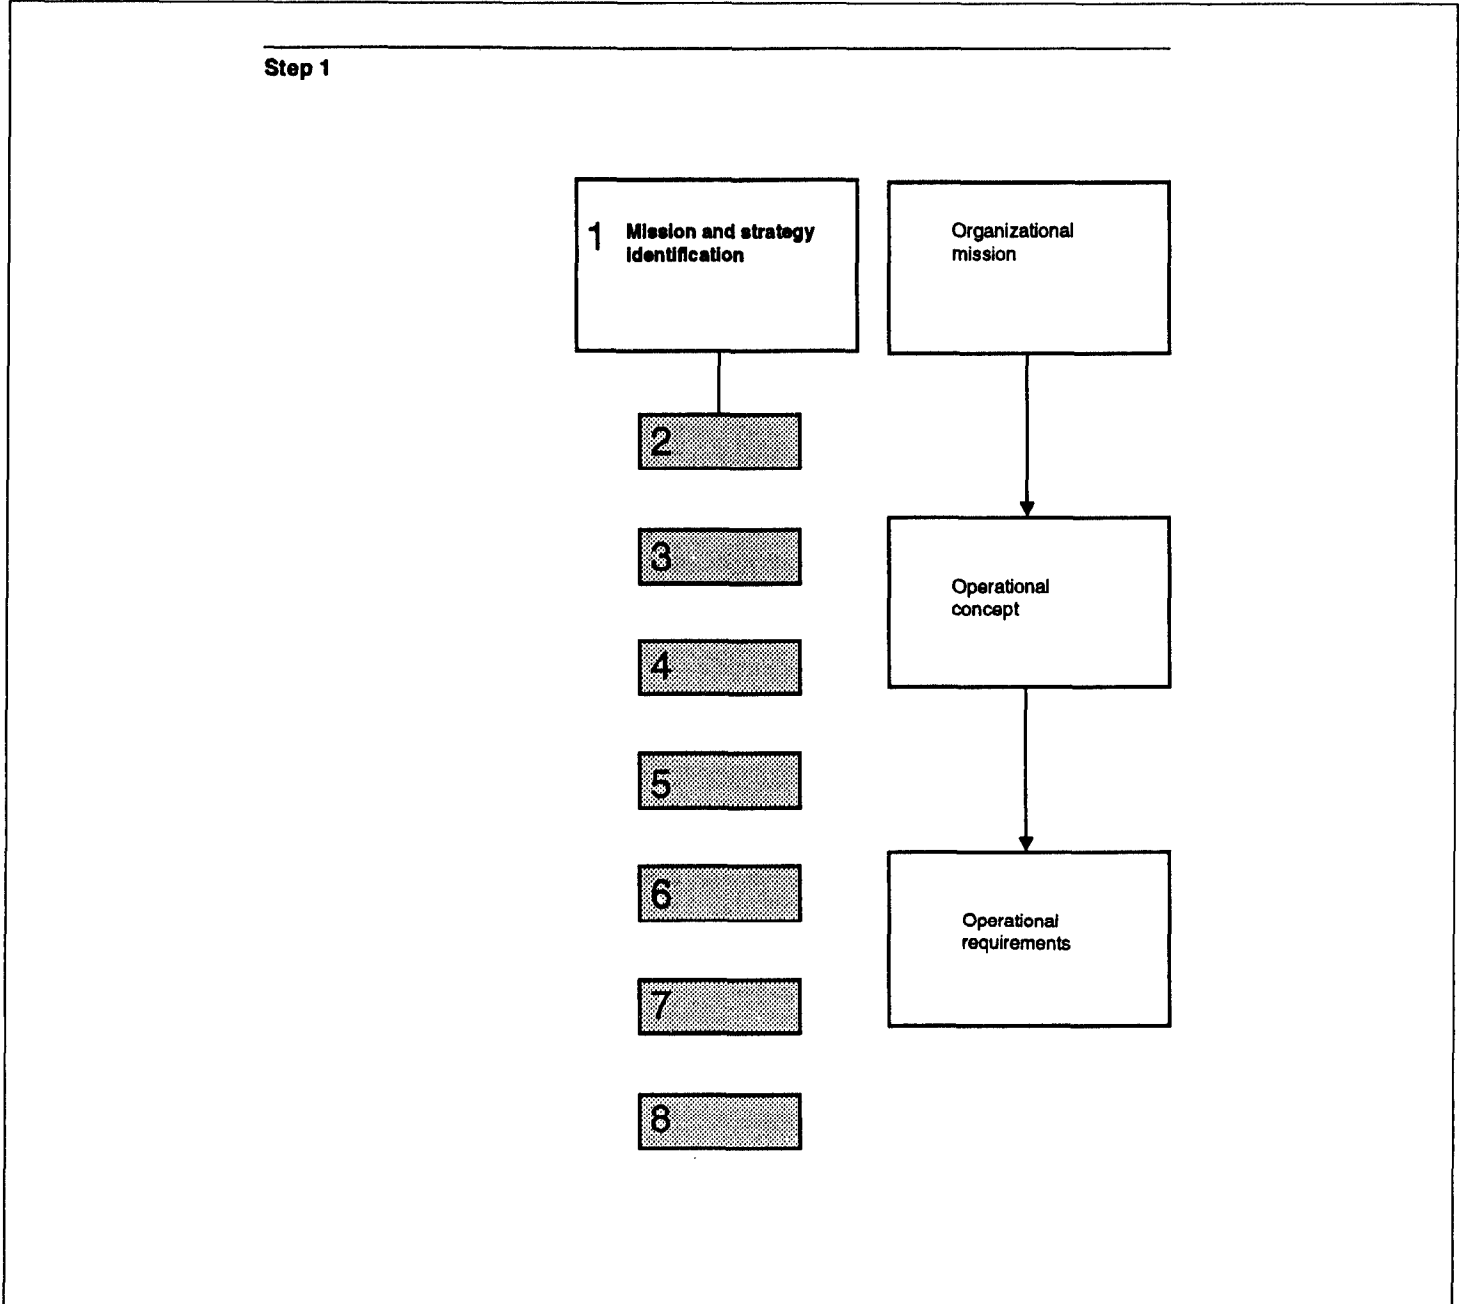 Step 1
1
Mission and strategy
identification
Organizational
mission
2
3
Operational
concept
4
5
6
Operational
requirements
7
8